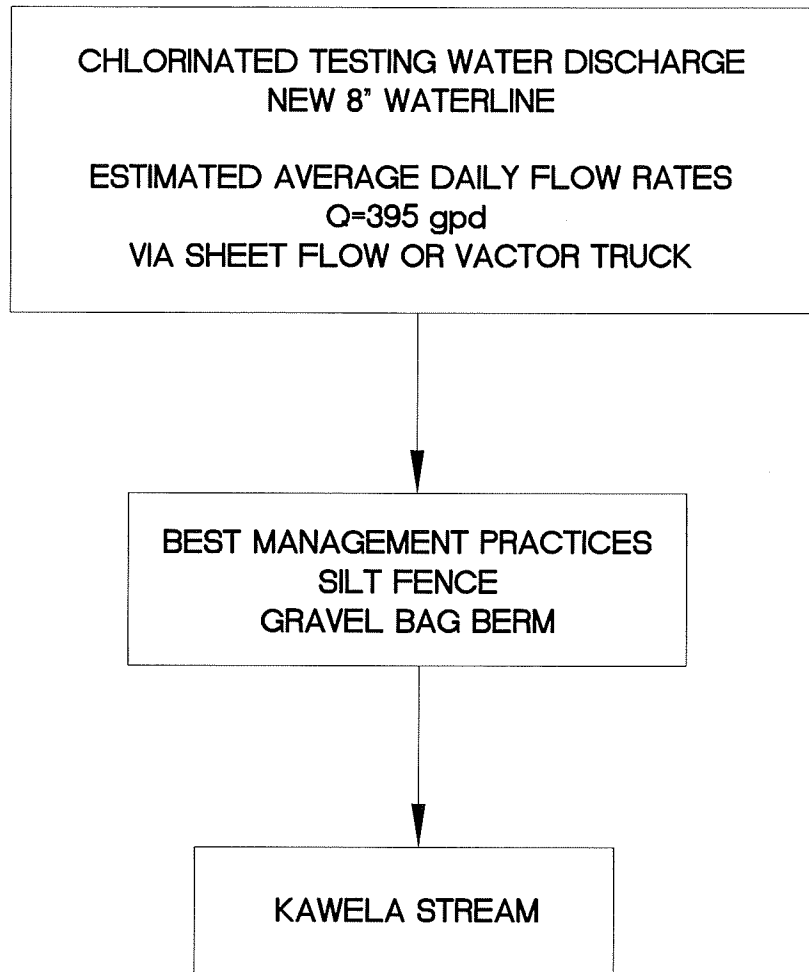 CHLORINATED TESTING WATER DISCHARGE
NEW 8" WATERLINE
ESTIMATED AVERAGE DAILY FLOW RATES
Q=395 gpd
VIA SHEET FLOW OR VACTOR TRUCK
BEST MANAGEMENT PRACTICES
SILT FENCE
GRAVEL BAG BERM
KAWELA STREAM